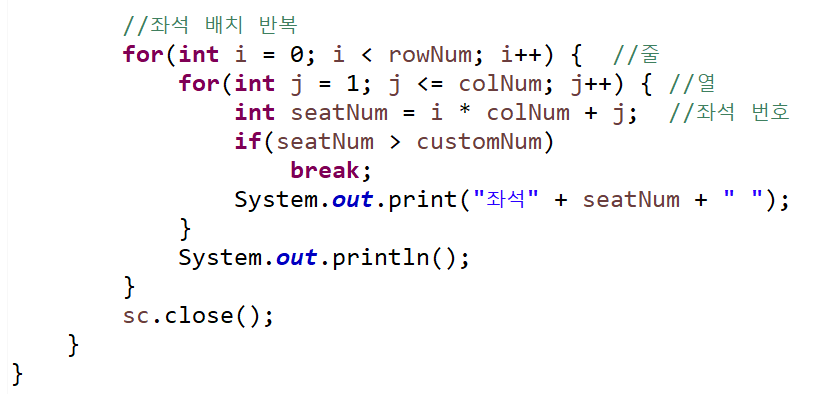 //좌석 배치 반복
for(int i = 0; i < rowNum; i++) {  //줄
for(int j = 1; j <= colNum; j++) { //열
int seatNum = i * colNum + j;  //좌석 번호
if(seatNum > customNum)
break;
System.out.print("좌석" + seatNum + " ");
}
System.out.println();
}
sc.close();
}
}